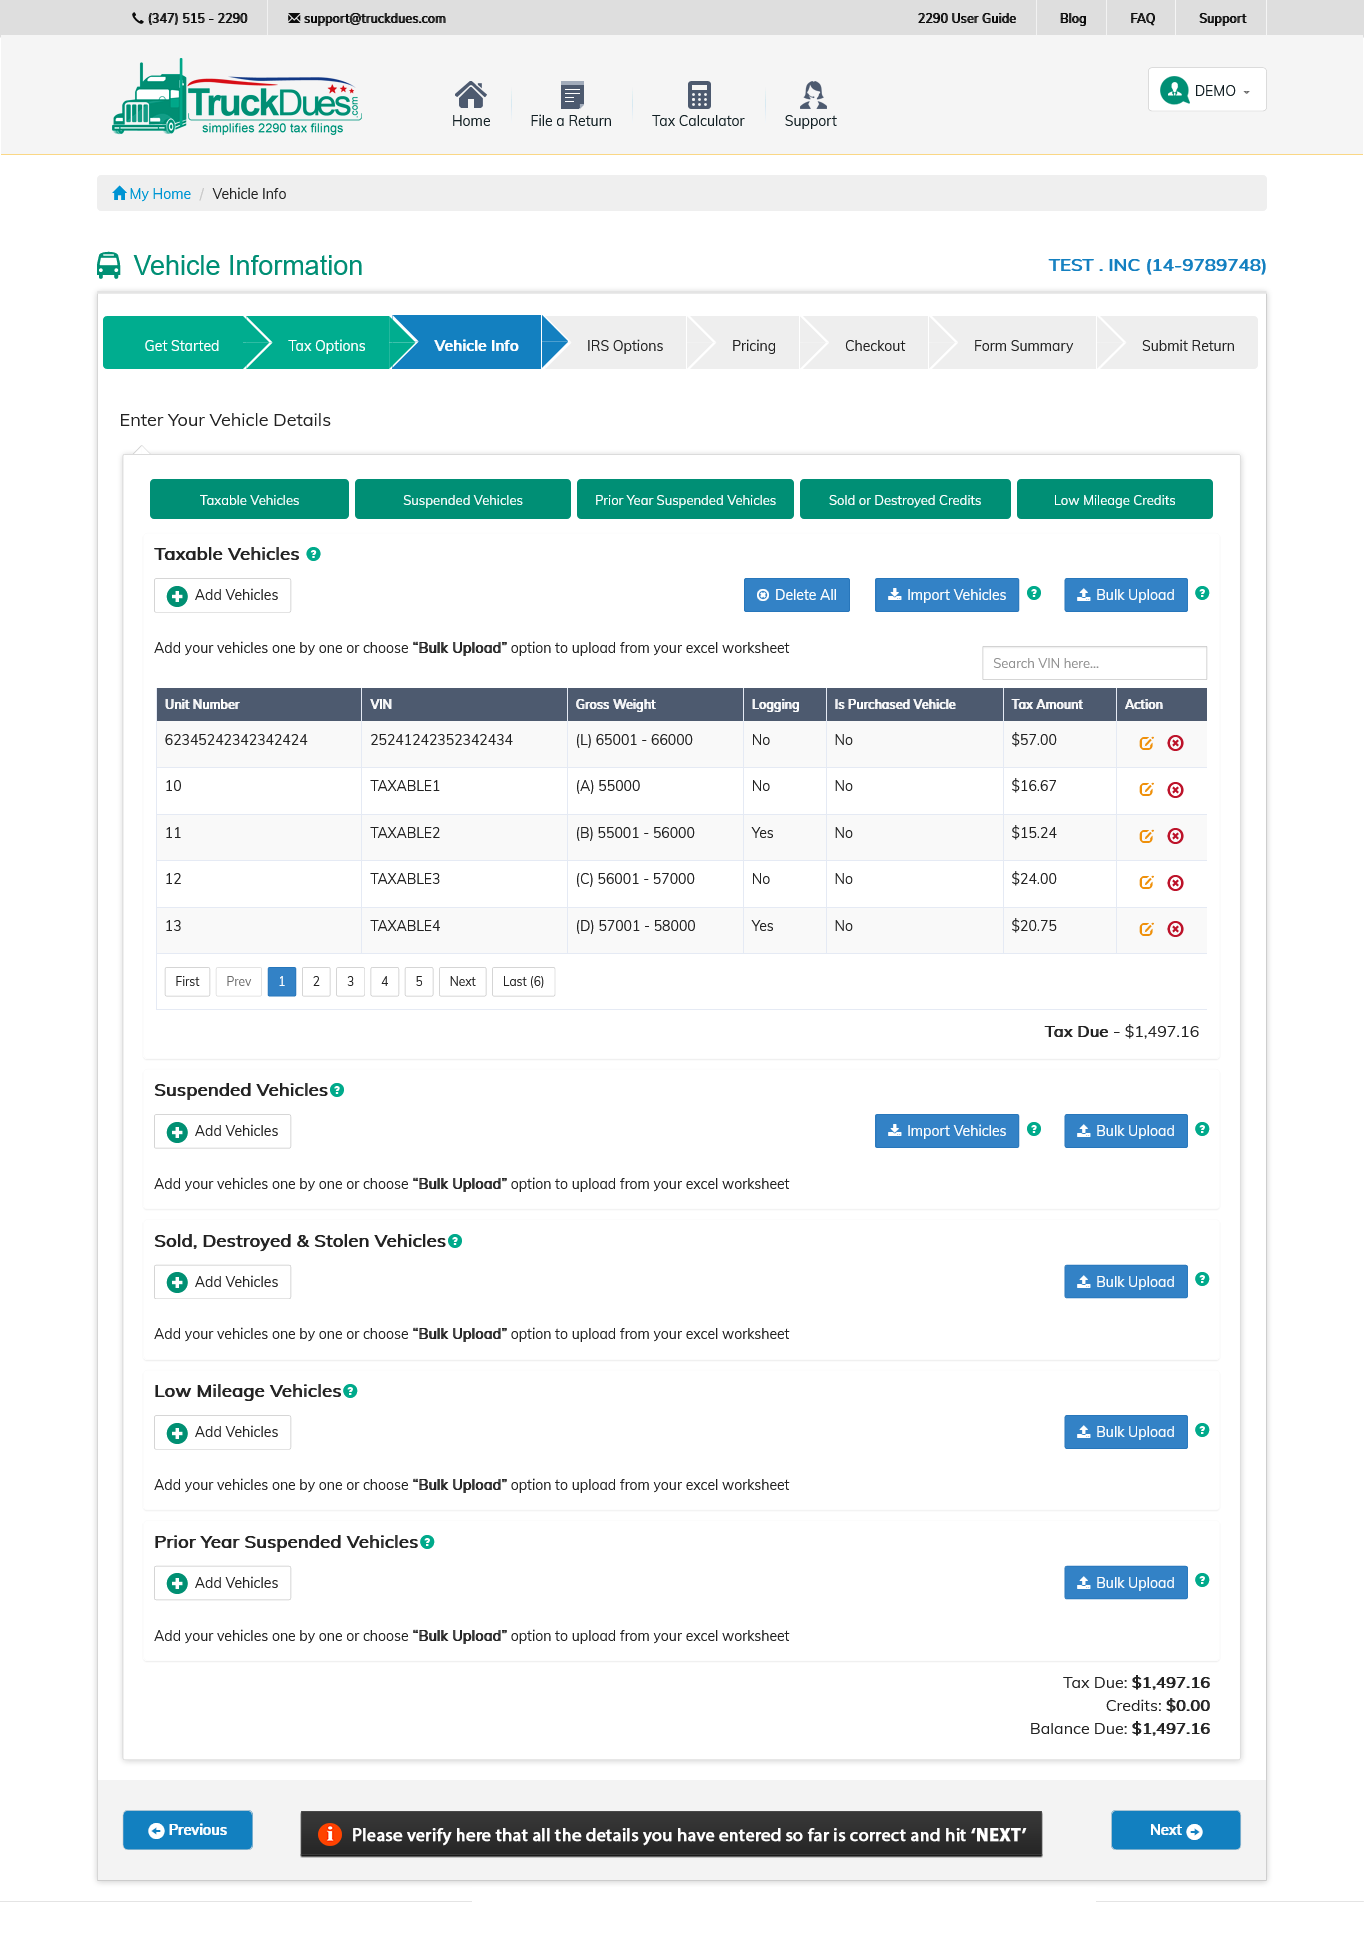 (347) 515 - 2290 support@truckdues.com 2290 User Guide Blog FAQ Support
TruckDues.com
simplifies 2290 tax filings
Home File a Return Tax Calculator Support
DEMO
My Home / Vehicle Info
Vehicle Information
TEST . INC (14-9789748)
Get Started Tax Options Vehicle Info IRS Options Pricing Checkout Form Summary Submit Return
Enter Your Vehicle Details
Taxable Vehicles Suspended Vehicles Prior Year Suspended Vehicles Sold or Destroyed Credits Low Mileage Credits
Taxable Vehicles
Add Vehicles Delete All Import Vehicles Bulk Upload
Add your vehicles one by one or choose “Bulk Upload” option to upload from your excel worksheet
Search VIN here...
Unit Number VIN Gross Weight Logging Is Purchased Vehicle Tax Amount Action
62345242342342424 25241242352342434 (L) 65001 - 66000 No No $57.00
10 TAXABLE1 (A) 55000 No No $16.67
11 TAXABLE2 (B) 55001 - 56000 Yes No $15.24
12 TAXABLE3 (C) 56001 - 57000 No No $24.00
13 TAXABLE4 (D) 57001 - 58000 Yes No $20.75
First Prev 1 2 3 4 5 Next Last (6)
Tax Due - $1,497.16
Suspended Vehicles
Add Vehicles Import Vehicles Bulk Upload
Add your vehicles one by one or choose “Bulk Upload” option to upload from your excel worksheet
Sold, Destroyed & Stolen Vehicles
Add Vehicles Bulk Upload
Add your vehicles one by one or choose “Bulk Upload” option to upload from your excel worksheet
Low Mileage Vehicles
Add Vehicles Bulk Upload
Add your vehicles one by one or choose “Bulk Upload” option to upload from your excel worksheet
Prior Year Suspended Vehicles
Add Vehicles Bulk Upload
Add your vehicles one by one or choose “Bulk Upload” option to upload from your excel worksheet
Tax Due: $1,497.16
Credits: $0.00
Balance Due: $1,497.16
Previous Please verify here that all the details you have entered so far is correct and hit ‘NEXT’ Next